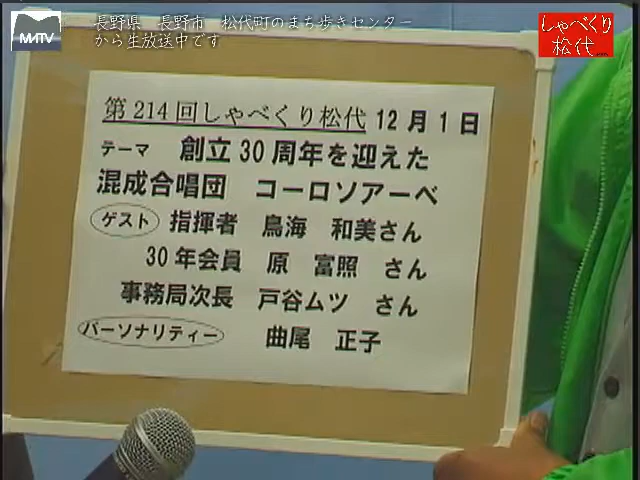 MATV
長野県　長野市　松代町のまち歩きセンター
から生放送中です
しゃべくり
松代
第214回しゃべくり松代 12月1日
テーマ　創立30周年を迎えた
混成合唱団　コーロソアーベ
ゲスト　指揮者　鳥海　和美さん
30年会員　原　富照　さん
事務局次長　戸谷ムツ　さん
パーソナリティー　曲尾　正子